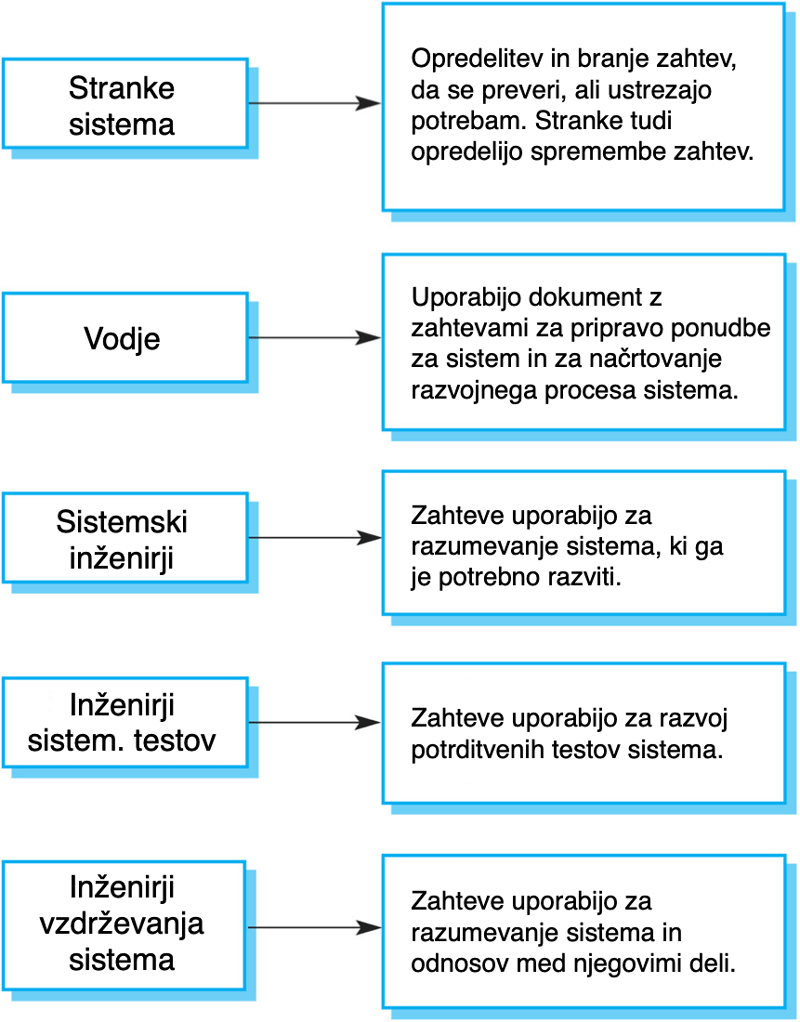 Stranke
sistema
Opredelitev in branje zahtev,
da se preveri, ali ustrezajo
potrebam. Stranke tudi
opredelijo spremembe zahtev.
Vodje
Uporabijo dokument z
zahtevami za pripravo ponudbe
za sistem in za načrtovanje
razvojnega procesa sistema.
Sistemski
inženirji
Zahteve uporabijo za
razumevanje sistema, ki ga
je potrebno razviti.
Inženirji
sistem. testov
Zahteve uporabijo za razvoj
potrditvenih testov sistema.
Inženirji
vzdrževanja
sistema
Zahteve uporabijo za
razumevanje sistema in
odnosov med njegovimi deli.